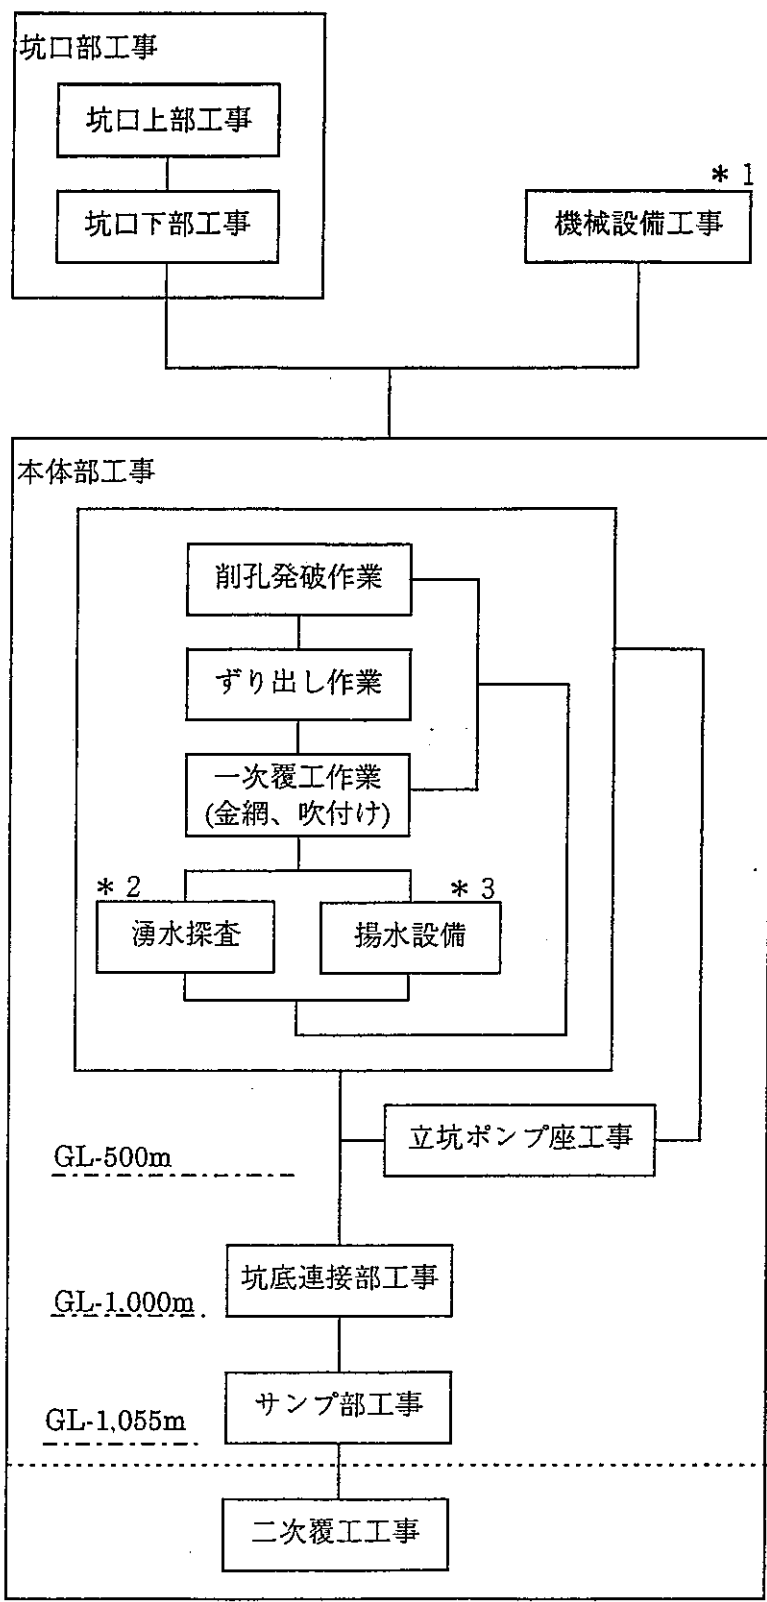 坑口部工事
坑口上部工事
坑口下部工事
＊1
機械設備工事
本体部工事
削孔発破作業
ずり出し作業
一次覆工作業
(金網、吹付け)
＊2
湧水探査
＊3
揚水設備
立坑ポンプ座工事
GL-500m
坑底連接部工事
GL-1,000m
サンプ部工事
GL-1,055m
二次覆工工事